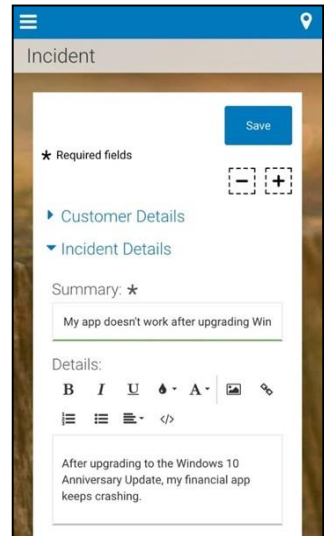 Incident
Save
* Required fields
Customer Details
Incident Details
Summary: *
My app doesn't work after upgrading Win
Details:
B I U A
</>
After upgrading to the Windows 10
Anniversary Update, my financial app
keeps crashing.